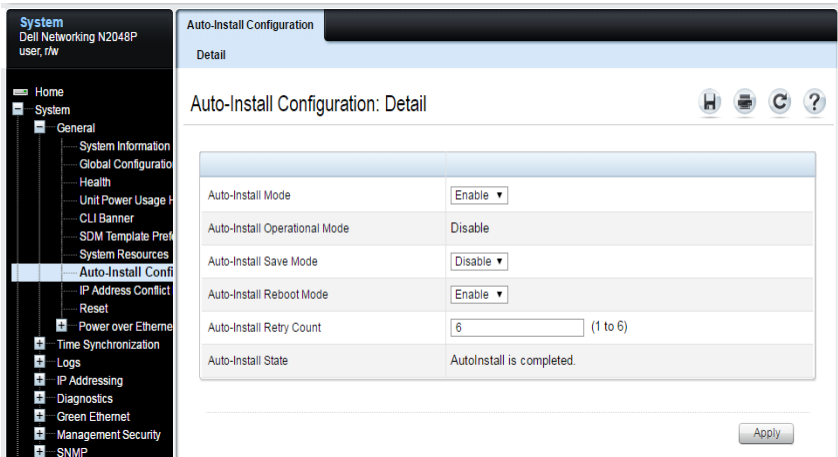 System
Dell Networking N2048P
user, r/w
Home
System
General
System Information
Global Configuratio
Health
Unit Power Usage H
CLI Banner
SDM Template Pref
System Resources
Auto-Install Confi
IP Address Conflict
Reset
Power over Etherne
Time Synchronization
Logs
IP Addressing
Diagnostics
Green Ethernet
Management Security
SNMP
Auto-Install Configuration
Detail
Auto-Install Configuration: Detail
?
Auto-Install Mode Enable
Auto-Install Operational Mode Disable
Auto-Install Save Mode Disable
Auto-Install Reboot Mode Enable
Auto-Install Retry Count 6 (1 to 6)
Auto-Install State AutoInstall is completed.
Apply